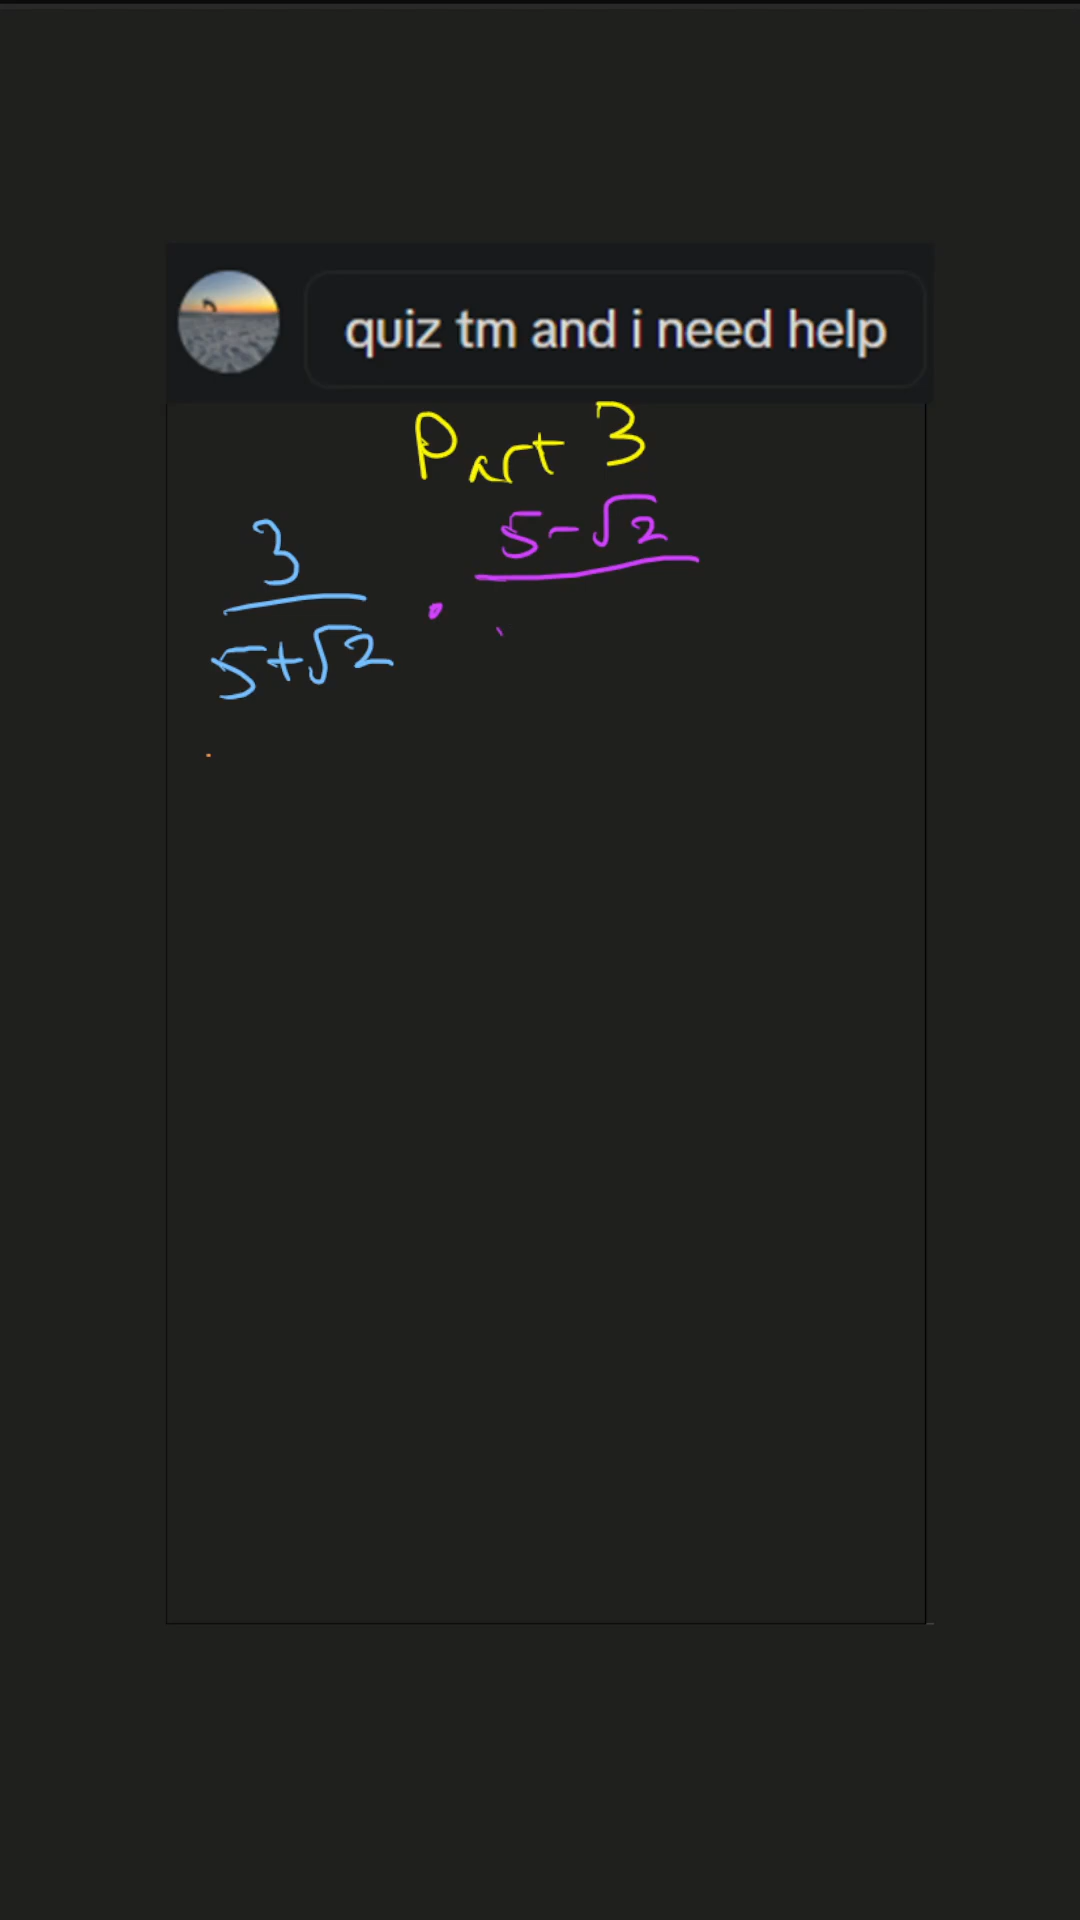 quiz tm and i need help
Part 3
3 / 5+√2 · 5-√2